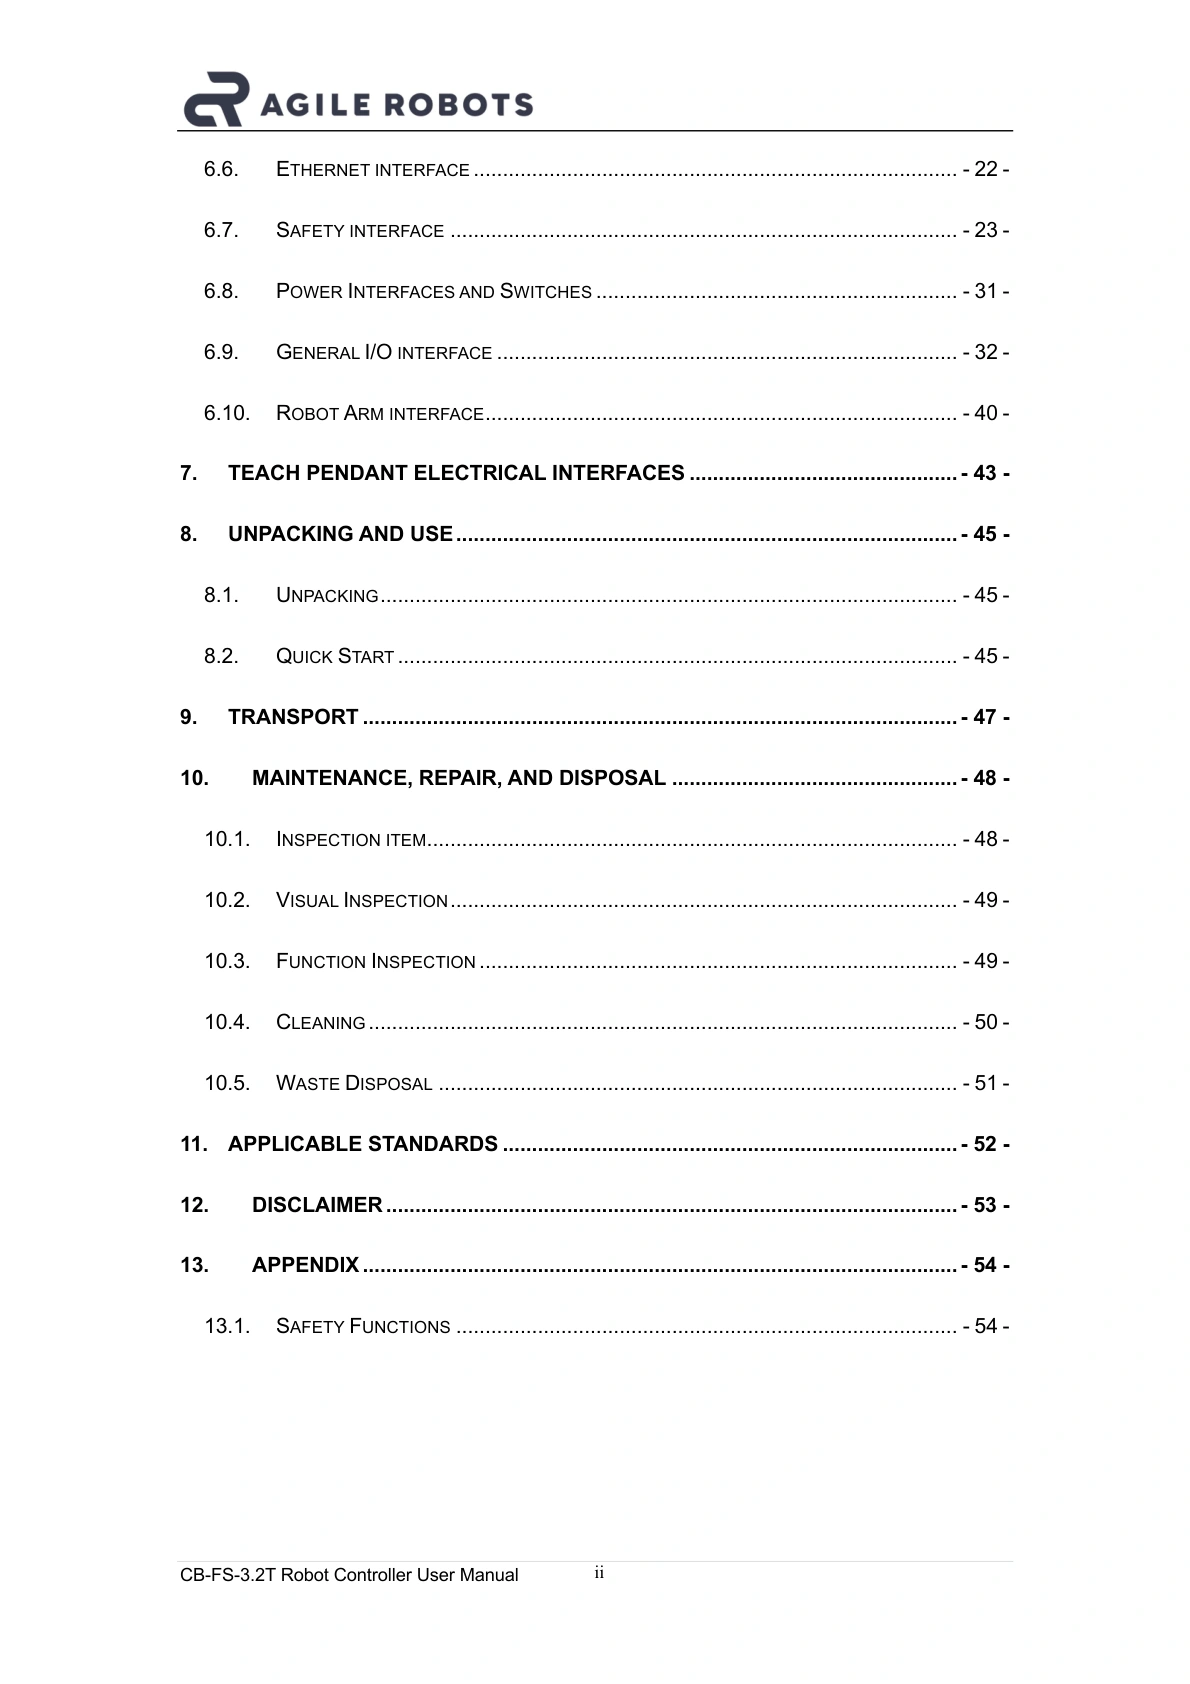 AGILE ROBOTS
6.6. Ethernet interface ........ - 22 -
6.7. Safety interface ........ - 23 -
6.8. Power Interfaces and Switches ........ - 31 -
6.9. General I/O interface ........ - 32 -
6.10. Robot Arm interface ........ - 40 -
7. TEACH PENDANT ELECTRICAL INTERFACES ........ - 43 -
8. UNPACKING AND USE ........ - 45 -
8.1. Unpacking ........ - 45 -
8.2. Quick Start ........ - 45 -
9. TRANSPORT ........ - 47 -
10. MAINTENANCE, REPAIR, AND DISPOSAL ........ - 48 -
10.1. Inspection item ........ - 48 -
10.2. Visual Inspection ........ - 49 -
10.3. Function Inspection ........ - 49 -
10.4. Cleaning ........ - 50 -
10.5. Waste Disposal ........ - 51 -
11. APPLICABLE STANDARDS ........ - 52 -
12. DISCLAIMER ........ - 53 -
13. APPENDIX ........ - 54 -
13.1. Safety Functions ........ - 54 -
CB-FS-3.2T Robot Controller User Manual ii